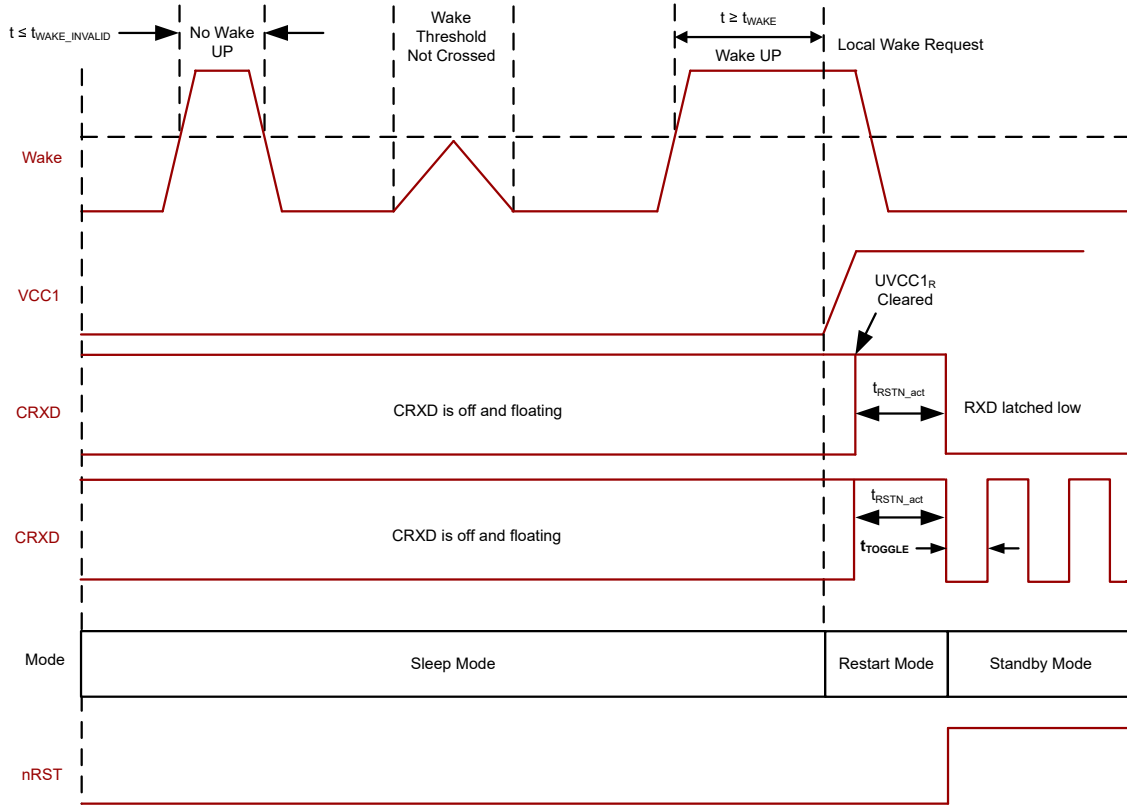 t ≤ tWAKE_INVALID
No Wake
UP
Wake
Threshold
Not Crossed
t ≥ tWAKE
Wake UP
Local Wake Request
Wake
VCC1
UVCC1R
Cleared
CRXD
CRXD is off and floating
tRSTN_act
RXD latched low
CRXD
CRXD is off and floating
tRSTN_act
tTOGGLE
Mode
Sleep Mode
Restart Mode
Standby Mode
nRST